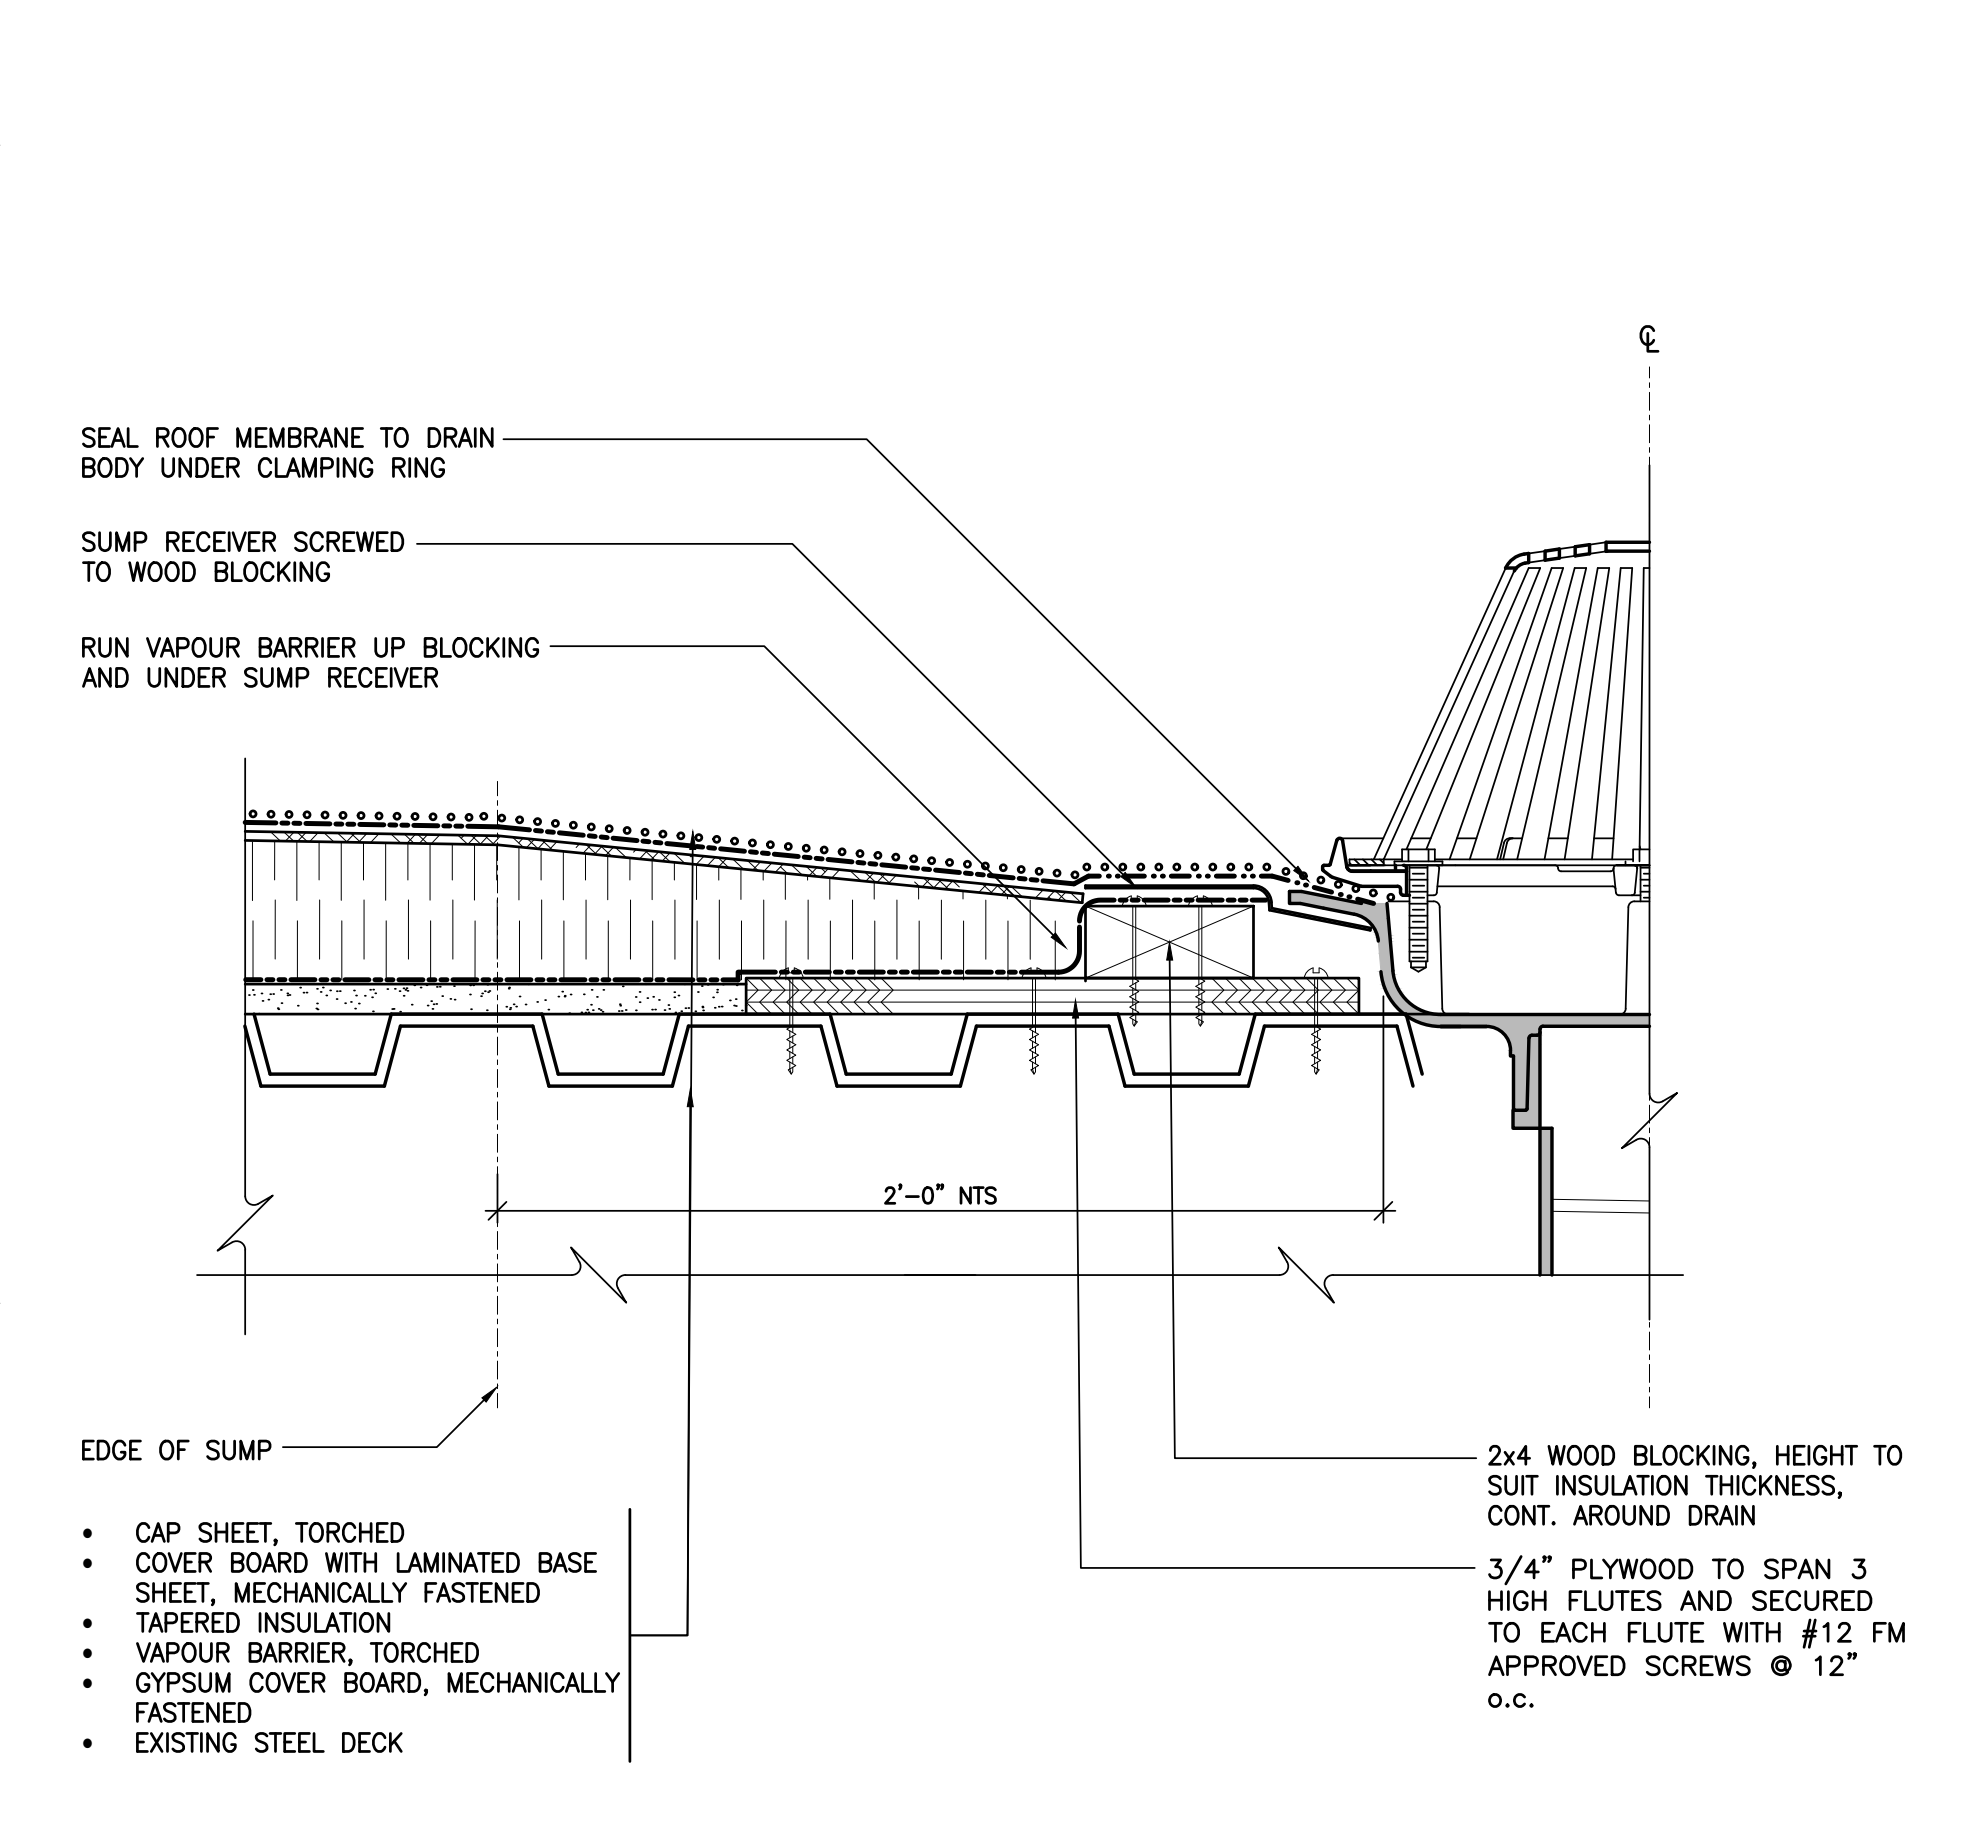 ℄
SEAL ROOF MEMBRANE TO DRAIN
BODY UNDER CLAMPING RING
SUMP RECEIVER SCREWED
TO WOOD BLOCKING
RUN VAPOUR BARRIER UP BLOCKING
AND UNDER SUMP RECEIVER
2'-0" NTS
EDGE OF SUMP
• CAP SHEET, TORCHED
• COVER BOARD WITH LAMINATED BASE
SHEET, MECHANICALLY FASTENED
• TAPERED INSULATION
• VAPOUR BARRIER, TORCHED
• GYPSUM COVER BOARD, MECHANICALLY
FASTENED
• EXISTING STEEL DECK
2x4 WOOD BLOCKING, HEIGHT TO
SUIT INSULATION THICKNESS,
CONT. AROUND DRAIN
3/4" PLYWOOD TO SPAN 3
HIGH FLUTES AND SECURED
TO EACH FLUTE WITH #12 FM
APPROVED SCREWS @ 12"
o.c.